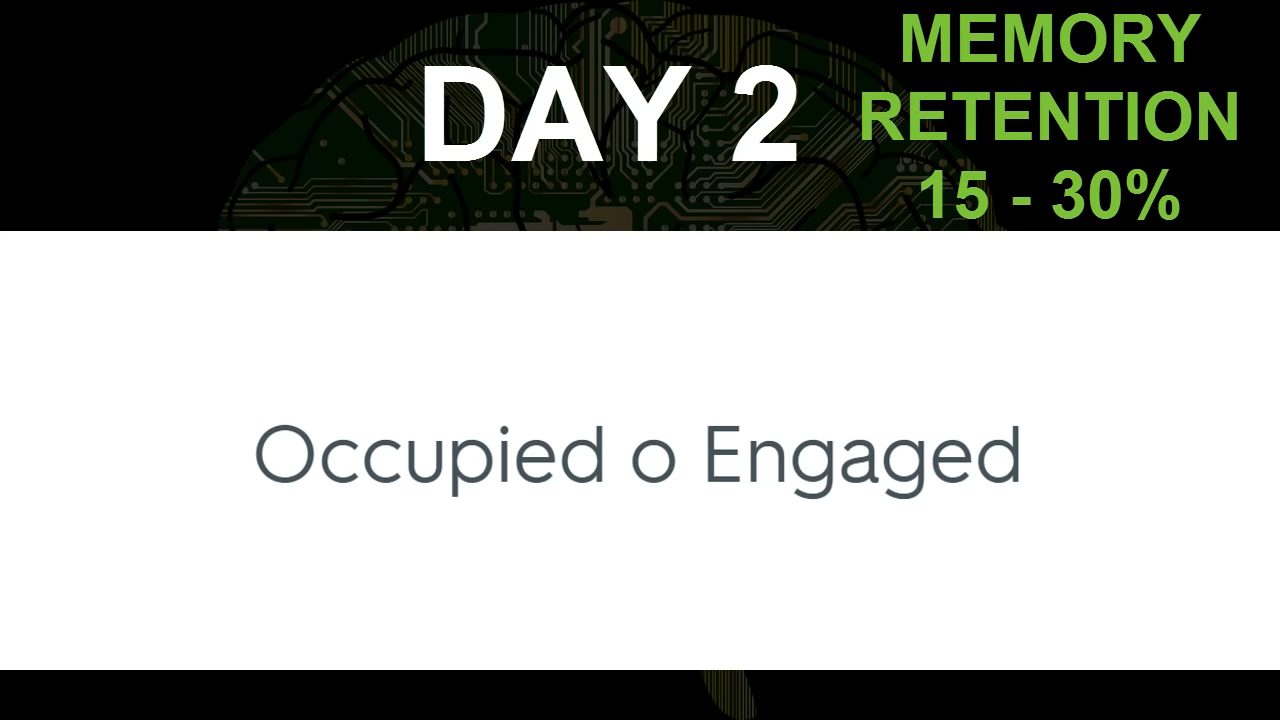 DAY 2
MEMORY
RETENTION
15 - 30%
Occupied o Engaged